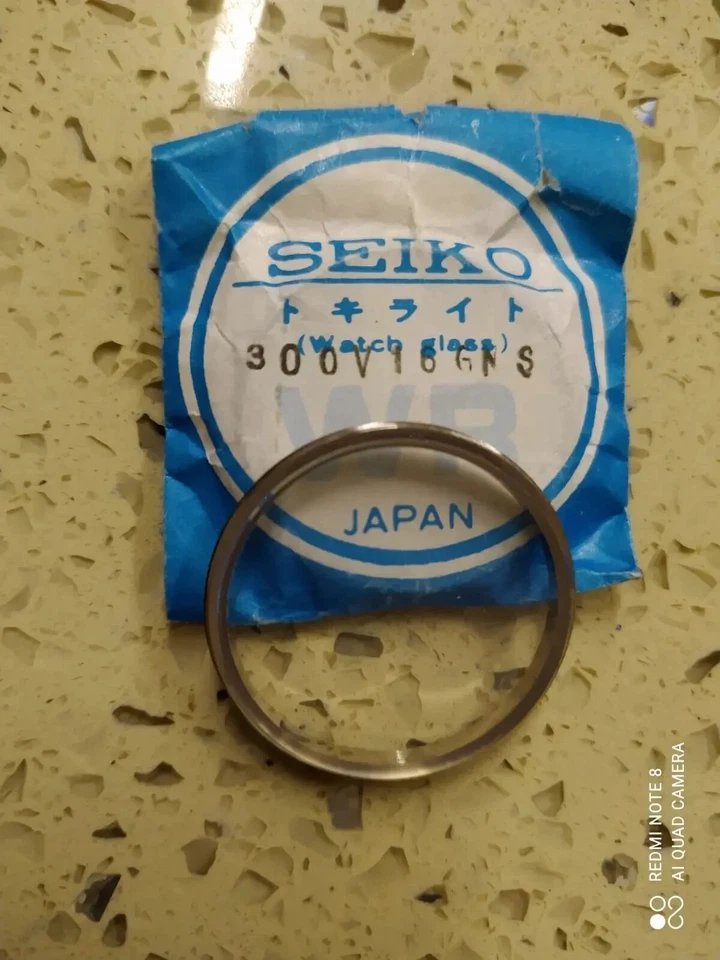 SEIKO
トキライト
(Watch glass)
300V16GNS
WR
JAPAN
REDMI NOTE 8
AI QUAD CAMERA